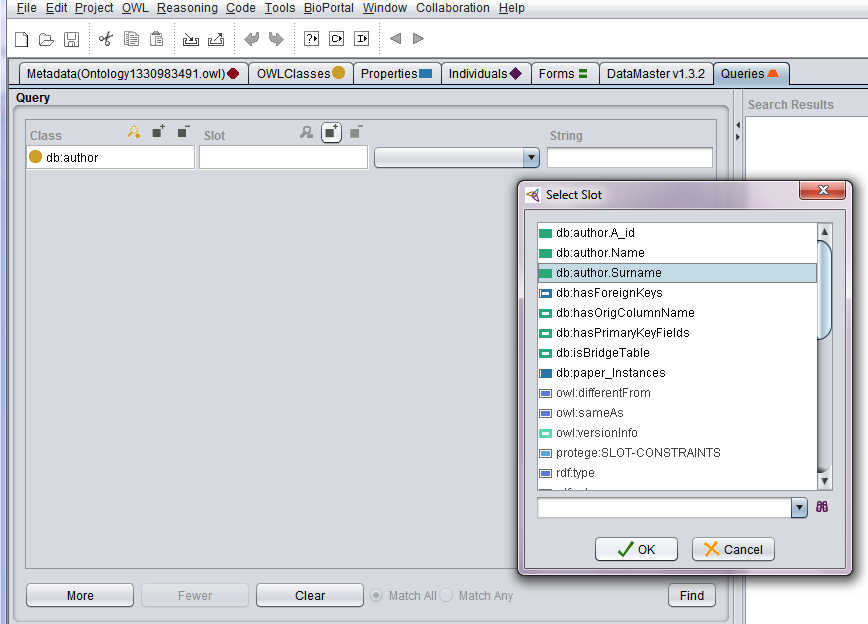 File Edit Project OWL Reasoning Code Tools BioPortal Window Collaboration Help
Metadata(Ontology1330983491.owl) OWLClasses Properties Individuals Forms DataMaster v1.3.2 Queries
Query
Search Results
Class Slot String
db:author
Select Slot
db:author.A_id
db:author.Name
db:author.Surname
db:hasForeignKeys
db:hasOrigColumnName
db:hasPrimaryKeyFields
db:isBridgeTable
db:paper_Instances
owl:differentFrom
owl:sameAs
owl:versionInfo
protege:SLOT-CONSTRAINTS
rdf:type
OK Cancel
More Fewer Clear Match All Match Any Find